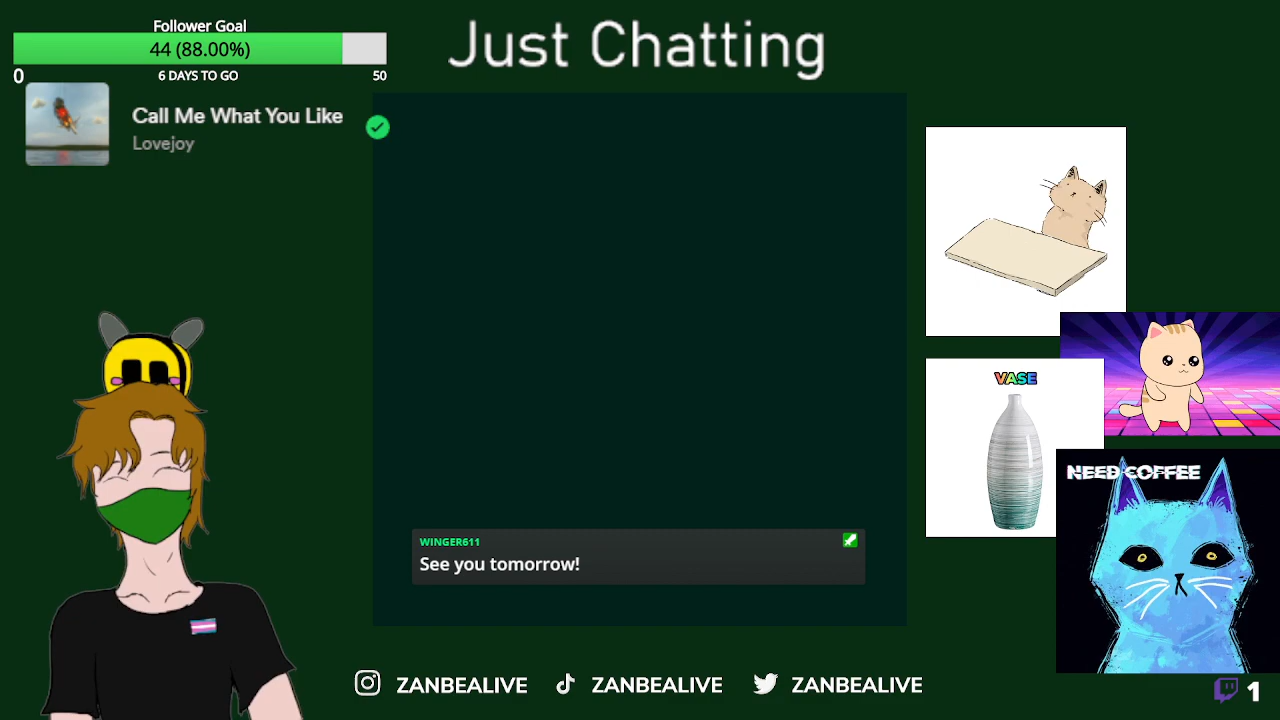 Follower Goal
44 (88.00%)
0
6 DAYS TO GO
50
Just Chatting
Call Me What You Like
Lovejoy
VASE
NEED COFFEE
WINGER611
See you tomorrow!
ZANBEALIVE
ZANBEALIVE
ZANBEALIVE
1